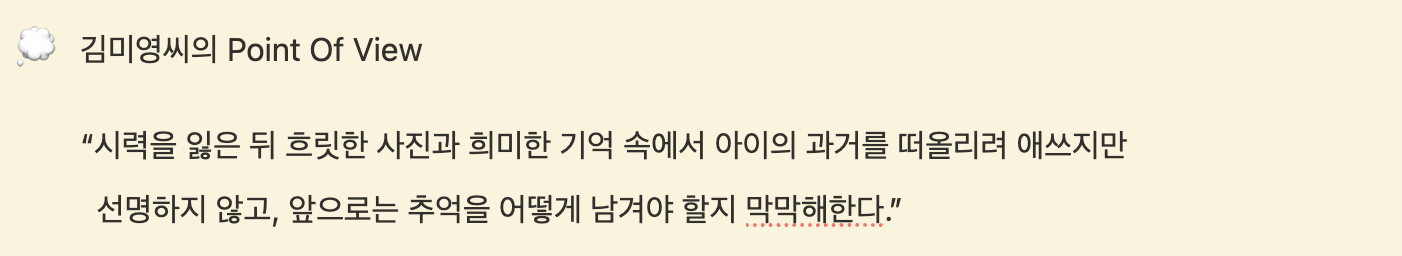 💭 김미영씨의 Point Of View
“시력을 잃은 뒤 흐릿한 사진과 희미한 기억 속에서 아이의 과거를 떠올리려 애쓰지만
선명하지 않고, 앞으로는 추억을 어떻게 남겨야 할지 막막해한다.”